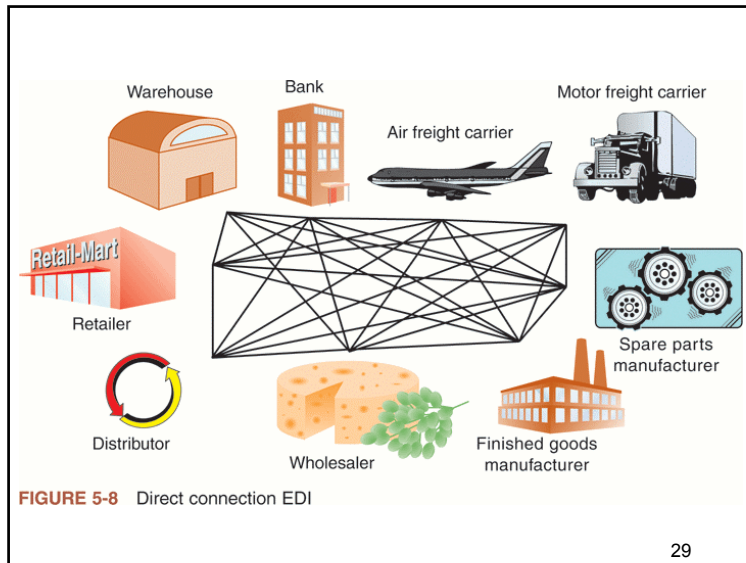 Warehouse
Bank
Air freight carrier
Motor freight carrier
Retail-Mart
Retailer
Spare parts
manufacturer
Distributor
Wholesaler
Finished goods
manufacturer
FIGURE 5-8 Direct connection EDI
29